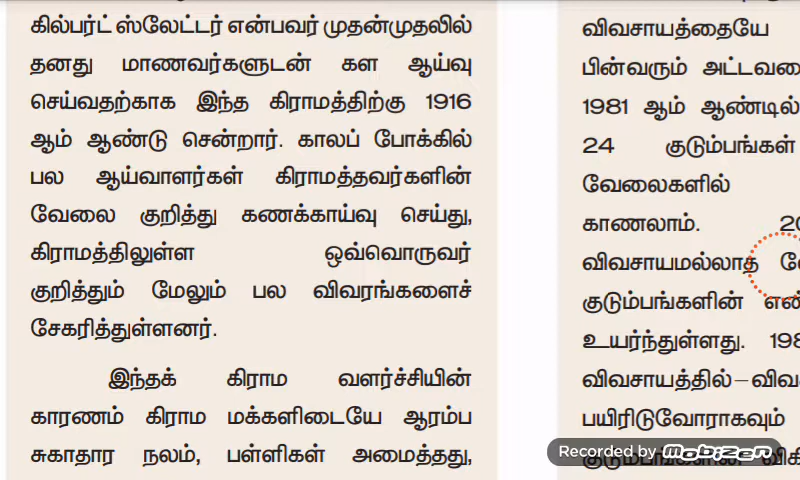 கில்பர்ட் ஸ்லேட்டர் என்பவர் முதன்முதலில்
தனது மாணவர்களுடன் கள ஆய்வு
செய்வதற்காக இந்த கிராமத்திற்கு 1916
ஆம் ஆண்டு சென்றார். காலப் போக்கில்
பல ஆய்வாளர்கள் கிராமத்தவர்களின்
வேலை குறித்து கணக்காய்வு செய்து,
கிராமத்திலுள்ள ஒவ்வொருவர்
குறித்தும் மேலும் பல விவரங்களைச்
சேகரித்துள்ளனர்.
இந்தக் கிராம வளர்ச்சியின்
காரணம் கிராம மக்களிடையே ஆரம்ப
சுகாதார நலம், பள்ளிகள் அமைத்தது,
விவசாயத்தையே
பின்வரும்
1981 ஆம் ஆண்டில்
24 குடும்பங்கள்
வேலைகளில்
காணலாம்.
விவசாயமல்லாத
குடும்பங்களின்
உயர்ந்துள்ளது.
விவசாயத்தில்–
பயிரிடுவோராகவும்
Recorded by mobizen